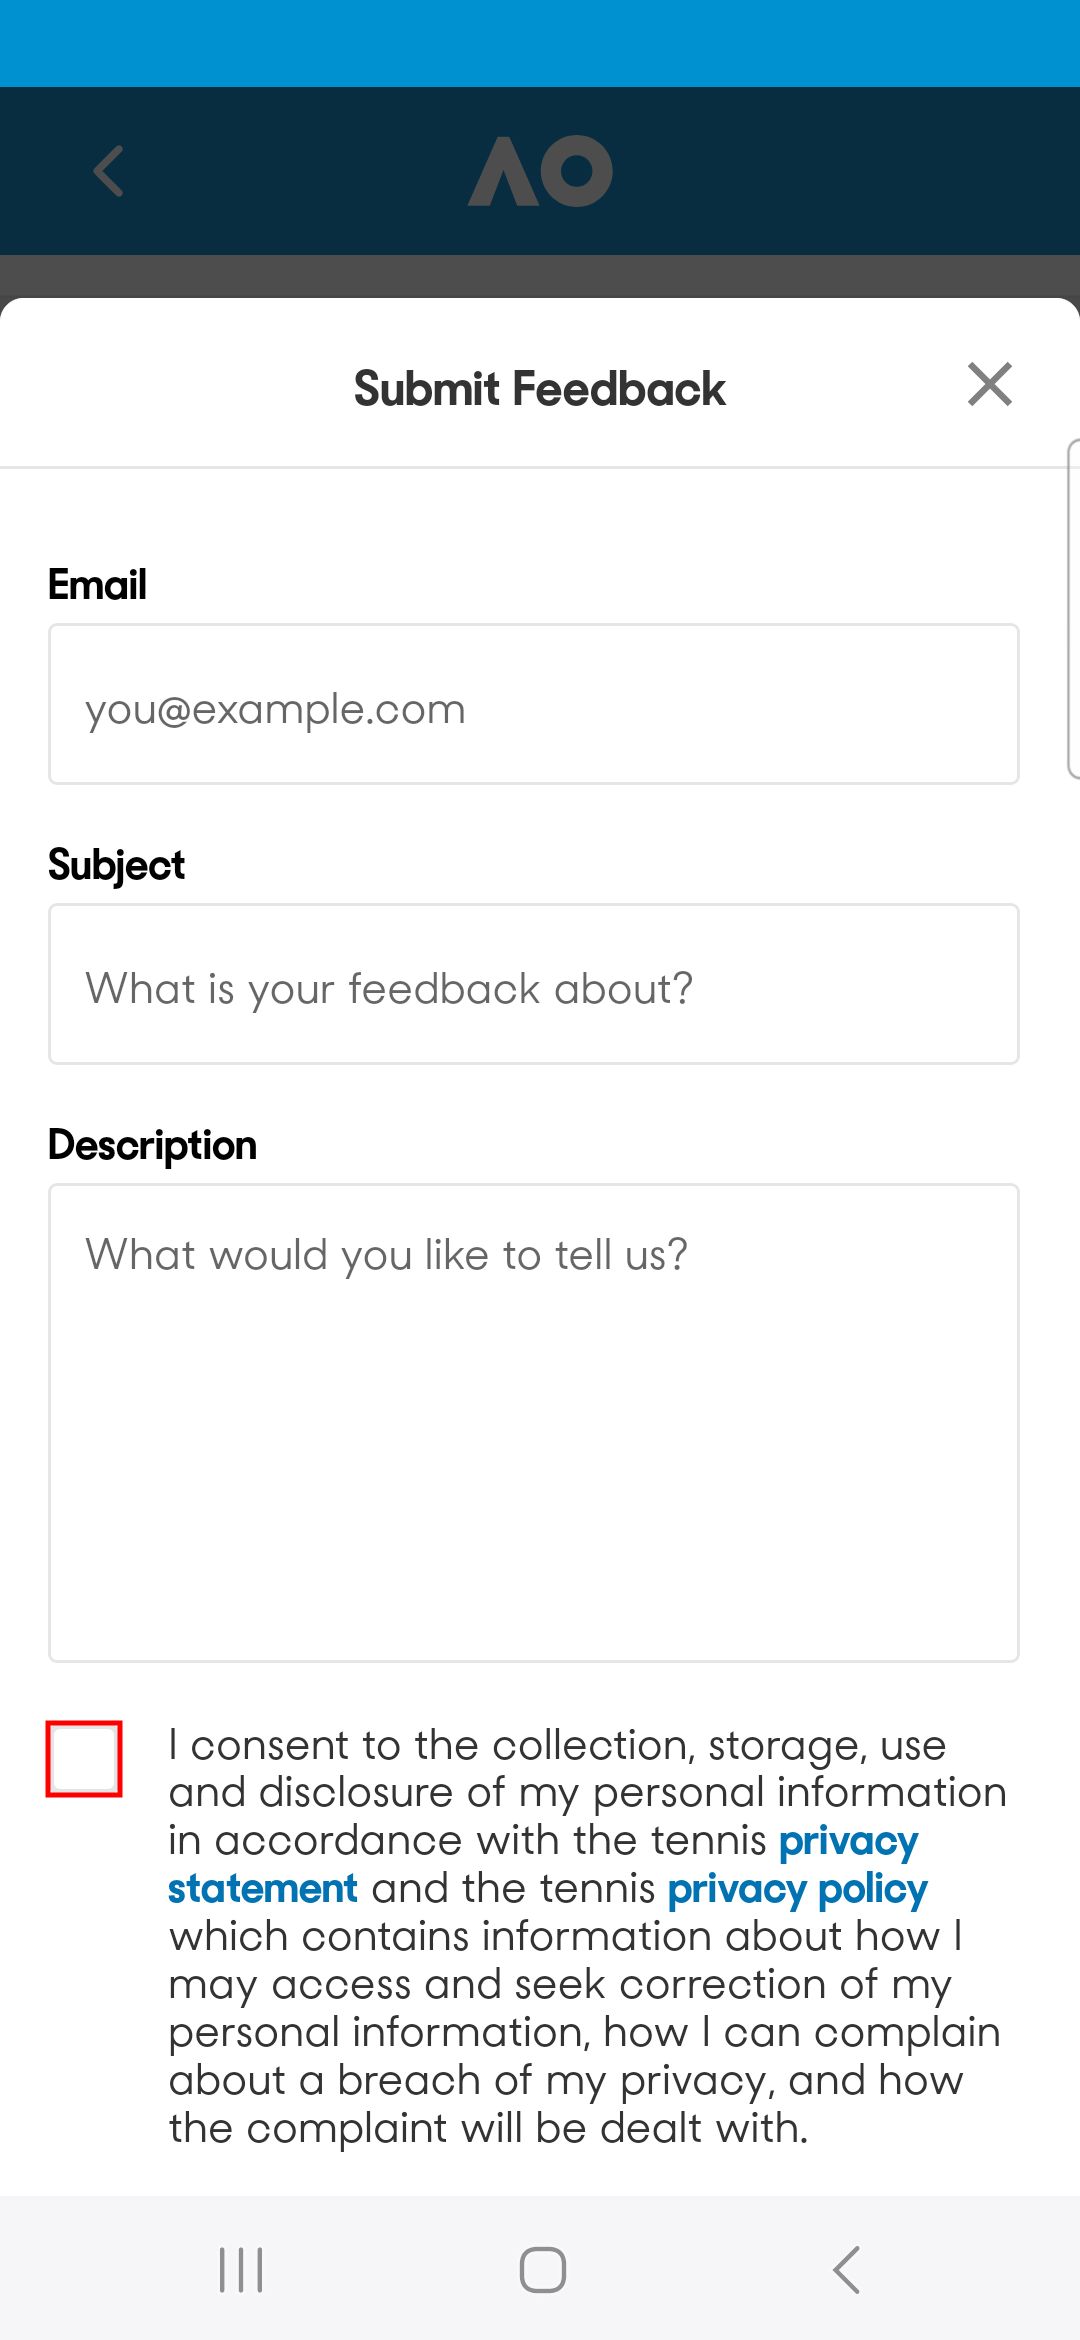 AO
Submit Feedback
Email
you@example.com
Subject
What is your feedback about?
Description
What would you like to tell us?
I consent to the collection, storage, use
and disclosure of my personal information
in accordance with the tennis privacy
statement and the tennis privacy policy
which contains information about how I
may access and seek correction of my
personal information, how I can complain
about a breach of my privacy, and how
the complaint will be dealt with.